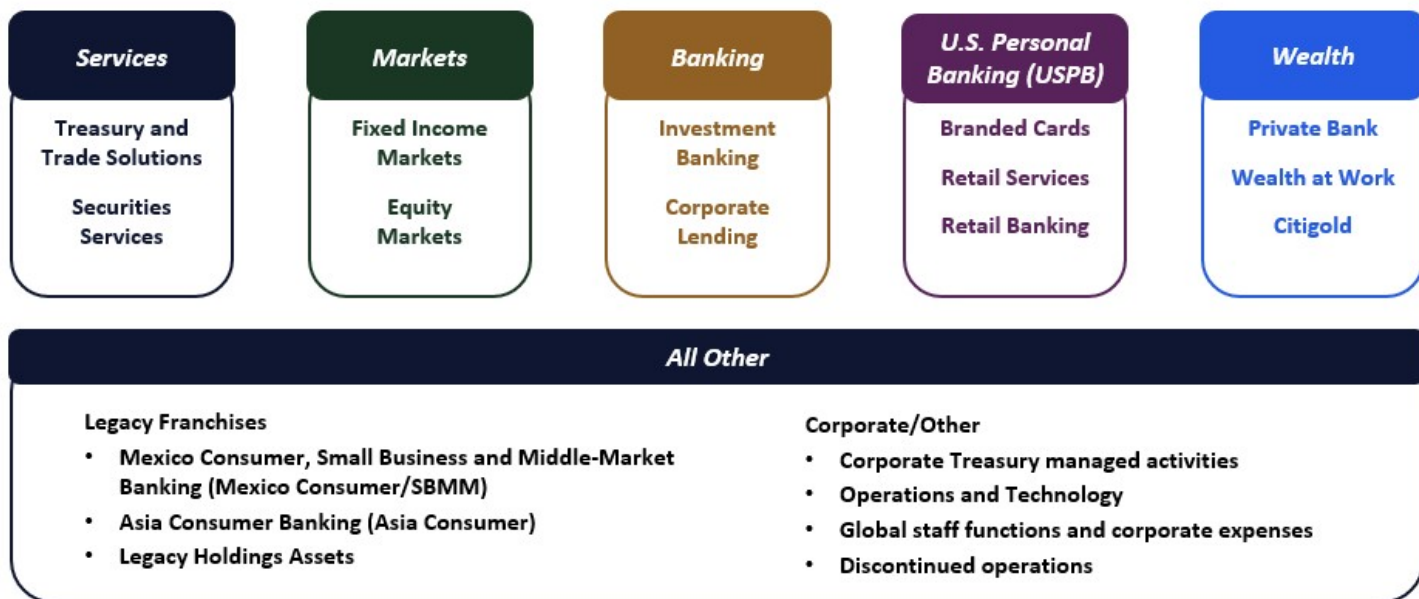 Services
Treasury and
Trade Solutions
Securities
Services
Markets
Fixed Income
Markets
Equity
Markets
Banking
Investment
Banking
Corporate
Lending
U.S. Personal
Banking (USPB)
Branded Cards
Retail Services
Retail Banking
Wealth
Private Bank
Wealth at Work
Citigold
All Other
Legacy Franchises
• Mexico Consumer, Small Business and Middle-Market
Banking (Mexico Consumer/SBMM)
• Asia Consumer Banking (Asia Consumer)
• Legacy Holdings Assets
Corporate/Other
• Corporate Treasury managed activities
• Operations and Technology
• Global staff functions and corporate expenses
• Discontinued operations